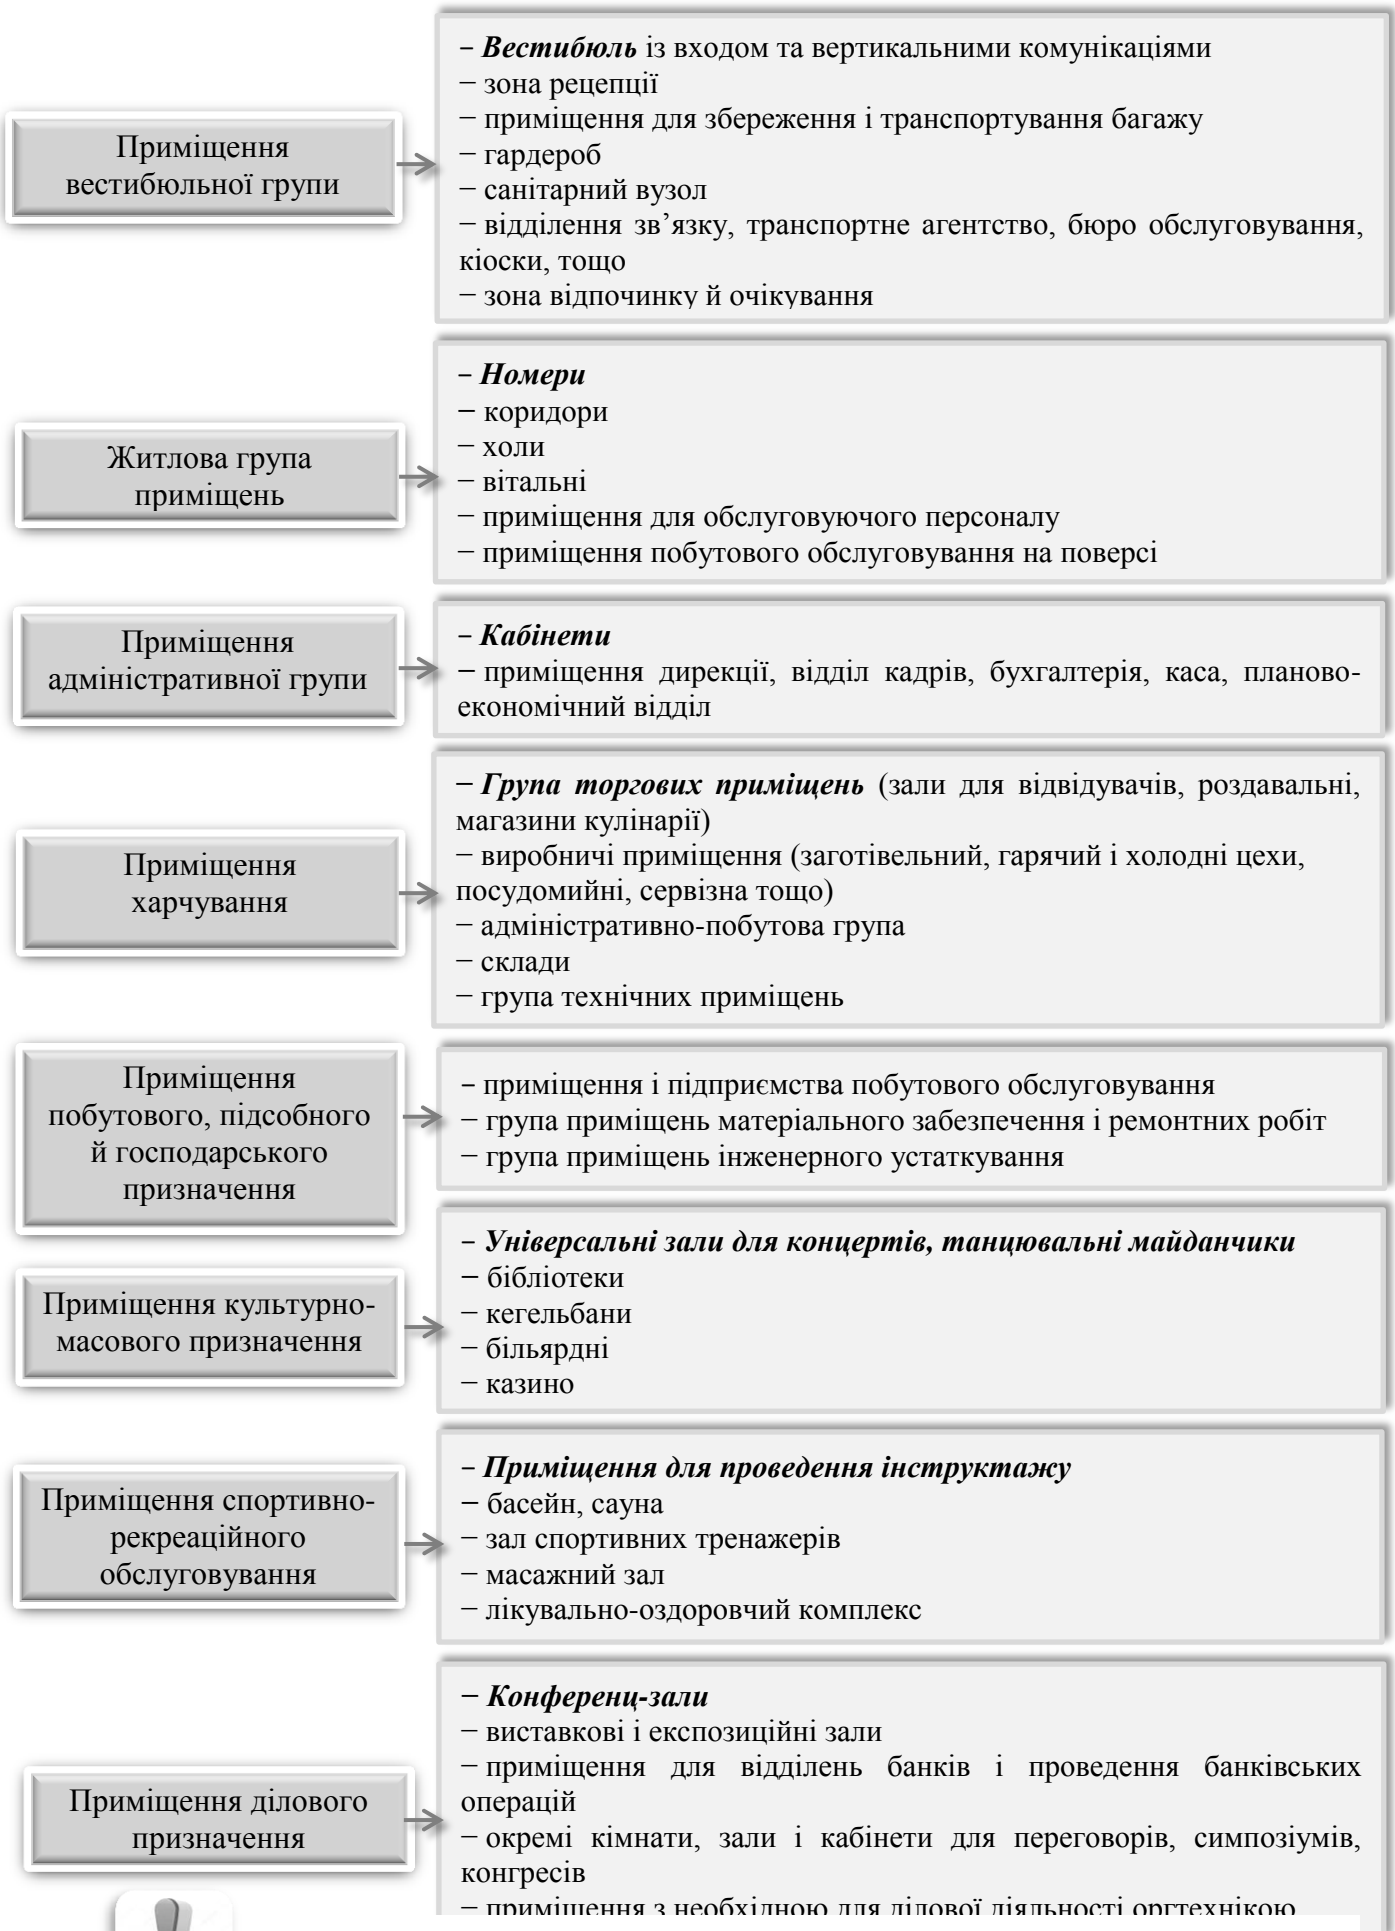 Приміщення
вестибюльної групи
– Вестибюль із входом та вертикальними комунікаціями
− зона рецепції
− приміщення для збереження і транспортування багажу
− гардероб
− санітарний вузол
− відділення зв’язку, транспортне агентство, бюро обслуговування,
кіоски, тощо
− зона відпочинку й очікування
Житлова група
приміщень
– Номери
− коридори
− холи
− вітальні
− приміщення для обслуговуючого персоналу
− приміщення побутового обслуговування на поверсі
Приміщення
адміністративної групи
– Кабінети
− приміщення дирекції, відділ кадрів, бухгалтерія, каса, планово-
економічний відділ
Приміщення
харчування
− Група торгових приміщень (зали для відвідувачів, роздавальні,
магазини кулінарії)
− виробничі приміщення (заготівельний, гарячий і холодні цехи,
посудомийні, сервізна тощо)
− адміністративно-побутова група
− склади
− група технічних приміщень
Приміщення
побутового, підсобного
й господарського
призначення
– приміщення і підприємства побутового обслуговування
− група приміщень матеріального забезпечення і ремонтних робіт
− група приміщень інженерного устаткування
Приміщення культурно-
масового призначення
– Універсальні зали для концертів, танцювальні майданчики
− бібліотеки
− кегельбани
− більярдні
− казино
Приміщення спортивно-
рекреаційного
обслуговування
– Приміщення для проведення інструктажу
− басейн, сауна
− зал спортивних тренажерів
− масажний зал
− лікувально-оздоровчий комплекс
Приміщення ділового
призначення
− Конференц-зали
− виставкові і експозиційні зали
− приміщення для відділень банків і проведення банківських
операцій
− окремі кімнати, зали і кабінети для переговорів, симпозіумів,
конгресів
− приміщення з необхідною для ділової діяльності оргтехнікою